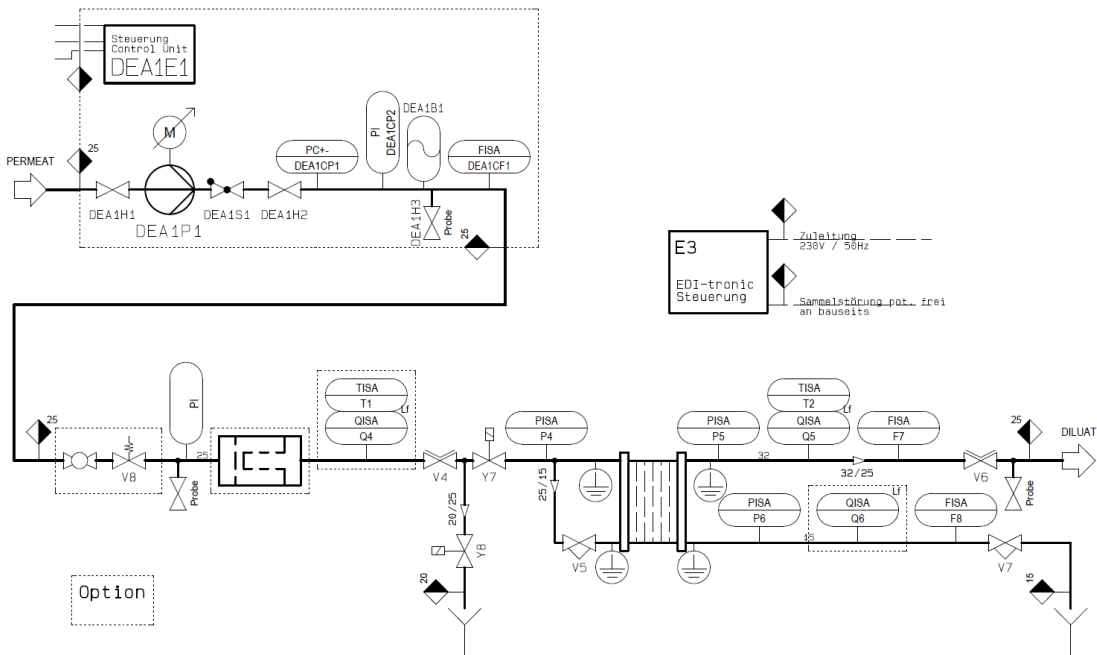 Steuerung
Control Unit
DEA1E1
25
PERMEAT
M
DEA1H1
DEA1P1
DEA1S1
DEA1H2
PC+-
DEA1CP1
PI
DEA1CP2
DEA1B1
FISA
DEA1CF1
DEA1H3
Probe
25
E3
EDI-tronic
Steuerung
Zuleitung
230V / 50Hz
Sammelstörung pot. frei
an bauseits
25
V8
PI
25
Probe
TISA
T1
Lf
QISA
Q4
V4
Y7
20/25
Y8
20
PISA
P4
25/15
V5
PISA
P5
32
TISA
T2
Lf
QISA
Q5
FISA
F7
32/25
V6
25
DILUAT
Probe
PISA
P6
15
Lf
QISA
Q6
FISA
F8
V7
15
Option